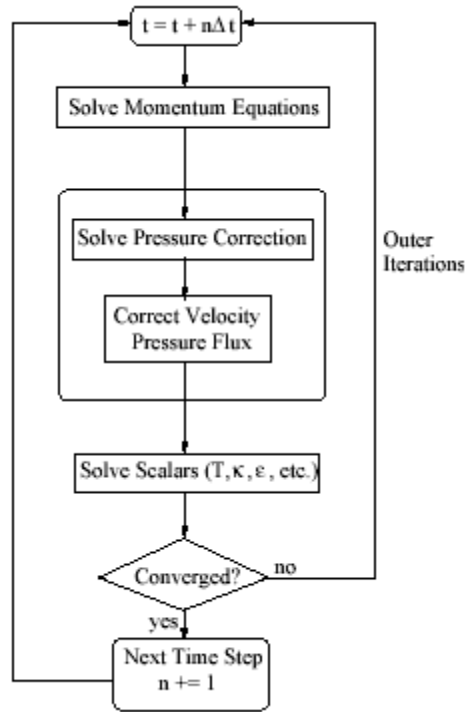 t = t + nΔt
Solve Momentum Equations
Solve Pressure Correction
Outer
Iterations
Correct Velocity
Pressure Flux
Solve Scalars (T,κ,ε, etc.)
Converged?
no
yes
Next Time Step
n += 1